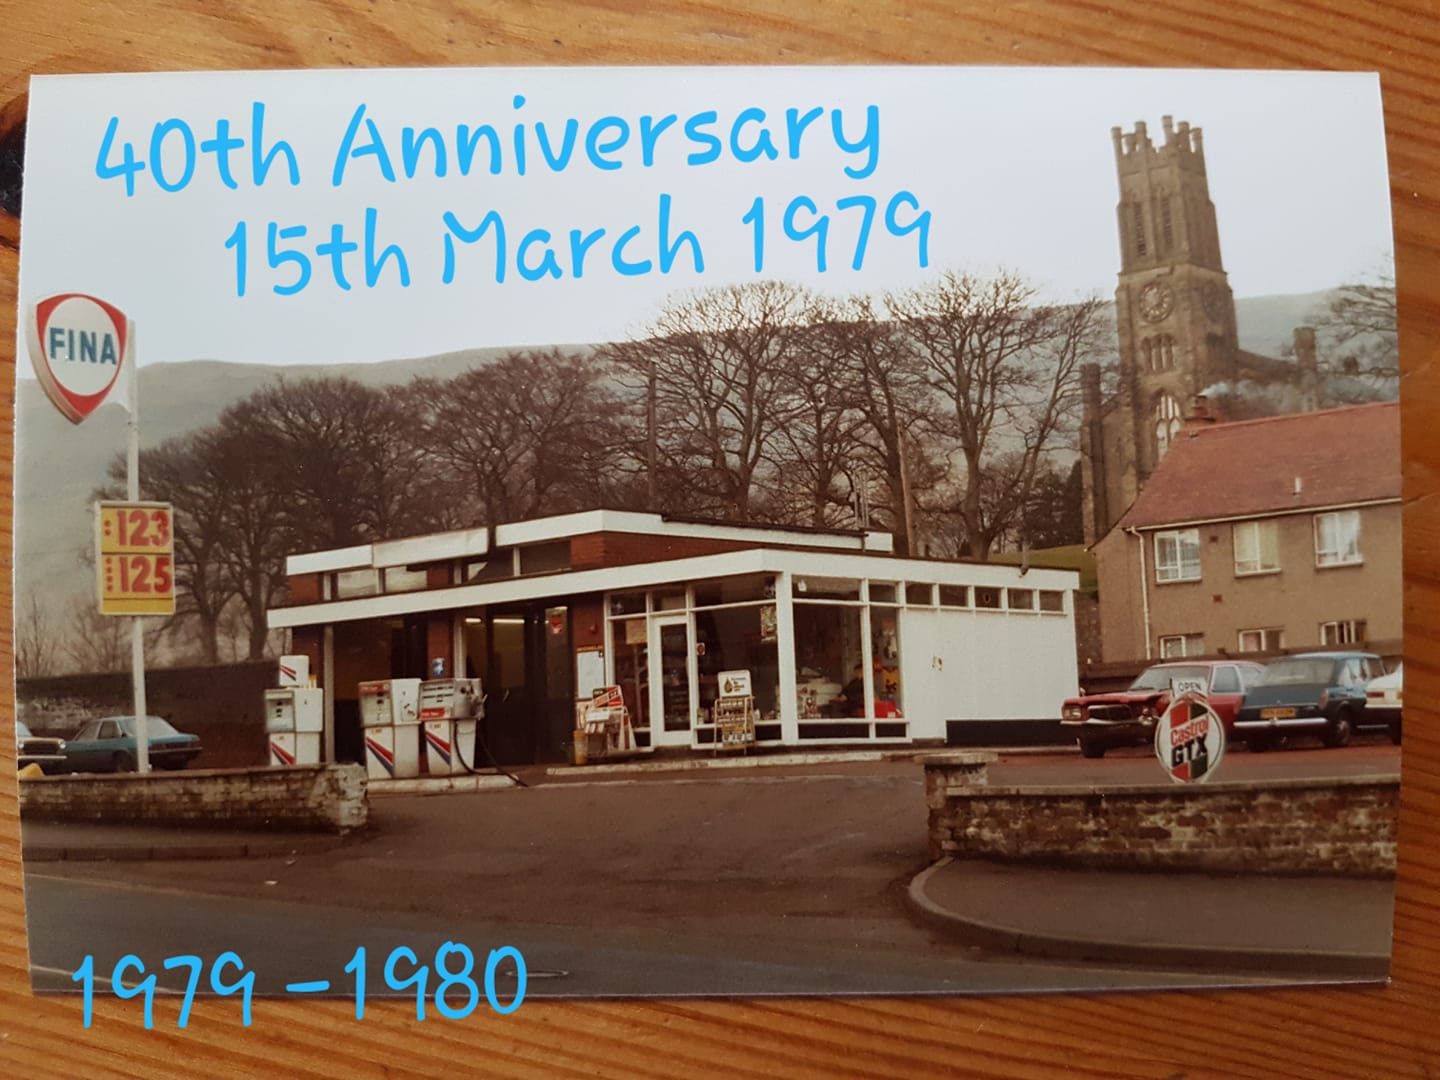 40th Anniversary
15th March 1979
FINA
123
125
OPEN
Castrol
GTX
1979 - 1980